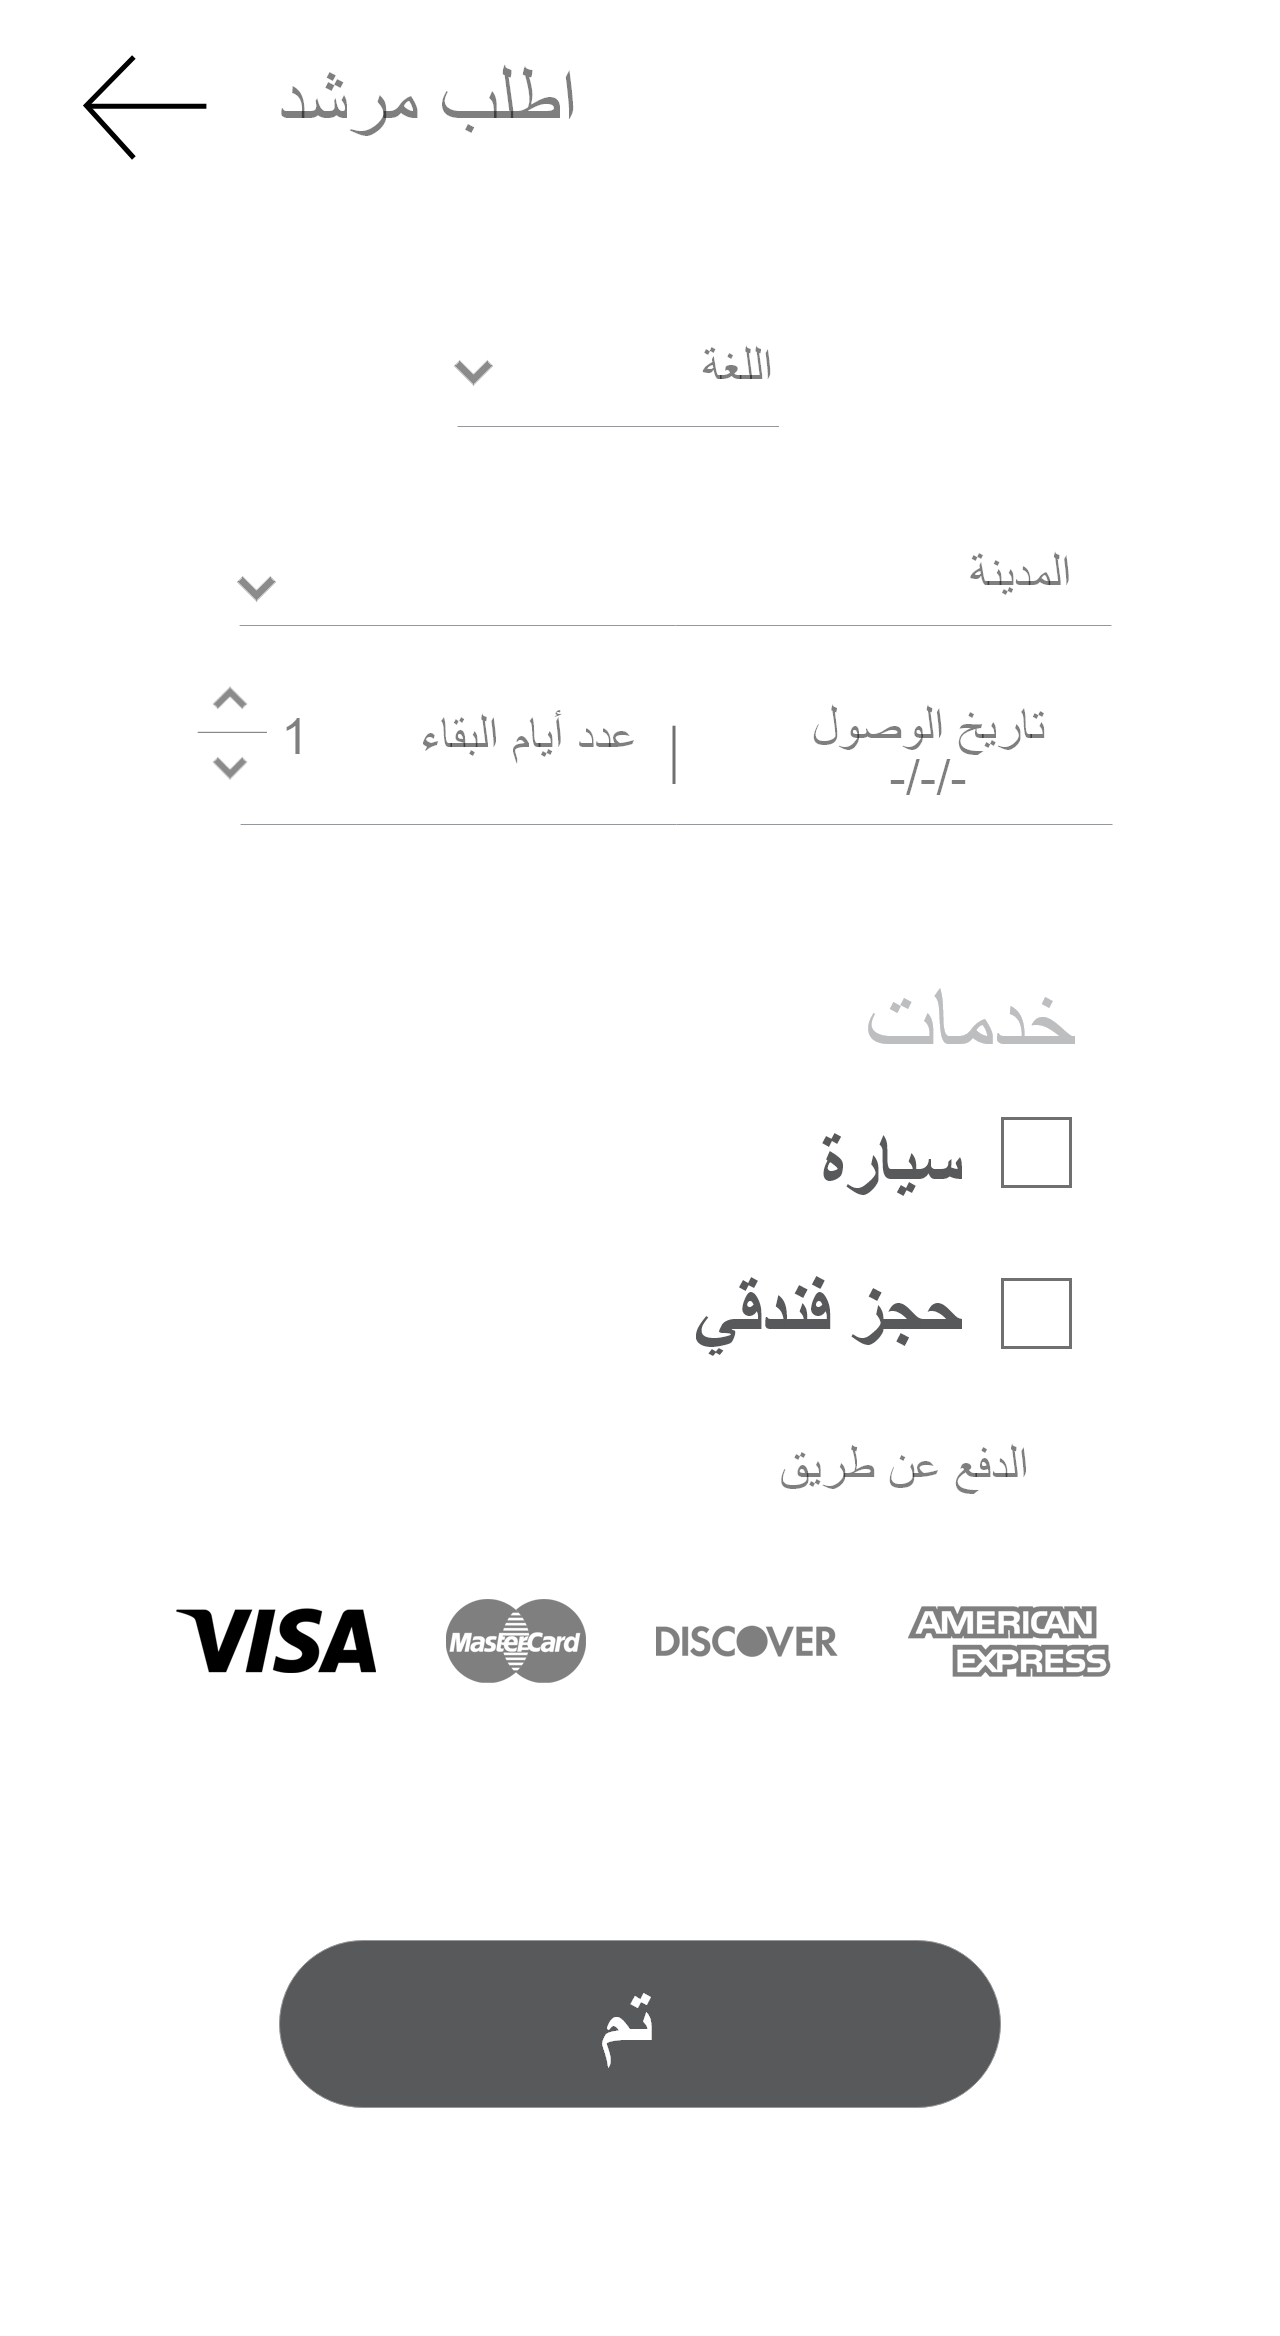 اطلب مرشد
اللغة
المدينة
تاريخ الوصول
-/-/-
عدد أيام البقاء
1
خدمات
سيارة
حجز فندقي
الدفع عن طريق
VISA
MasterCard
DISCOVER
AMERICAN
EXPRESS
تم